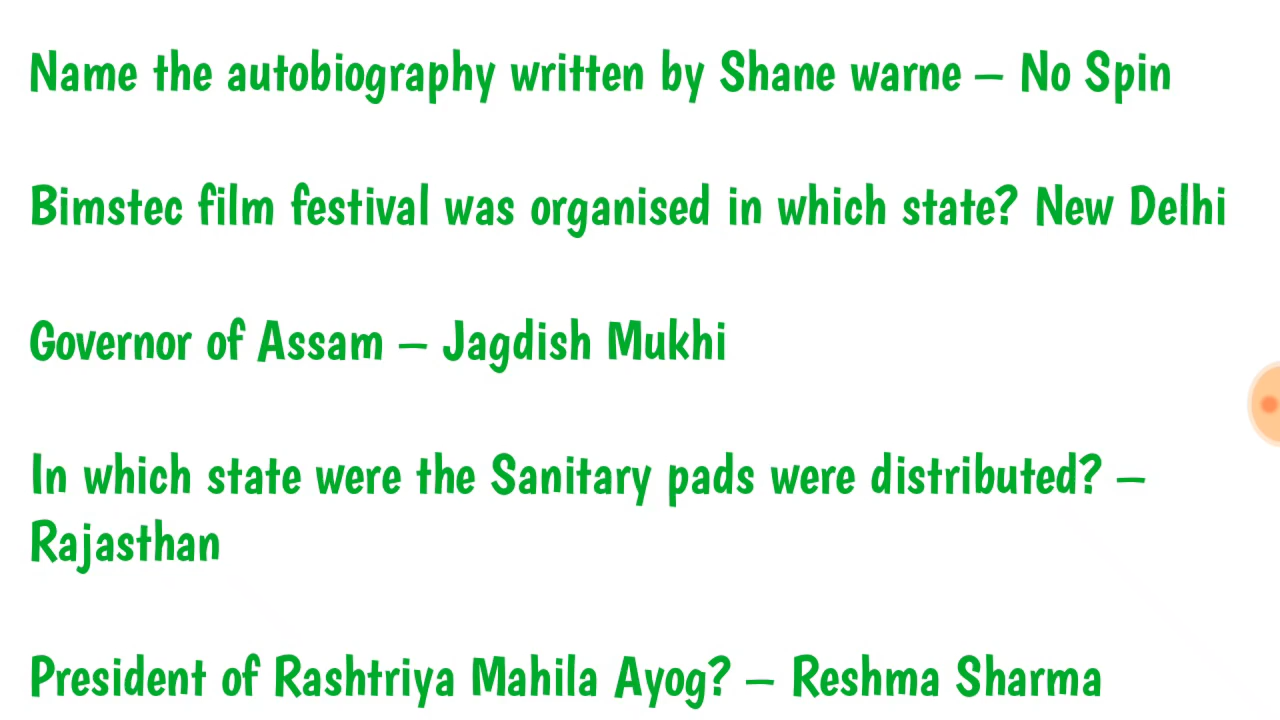 Name the autobiography written by Shane warne – No Spin
Bimstec film festival was organised in which state? New Delhi
Governor of Assam – Jagdish Mukhi
In which state were the Sanitary pads were distributed? –
Rajasthan
President of Rashtriya Mahila Ayog? – Reshma Sharma